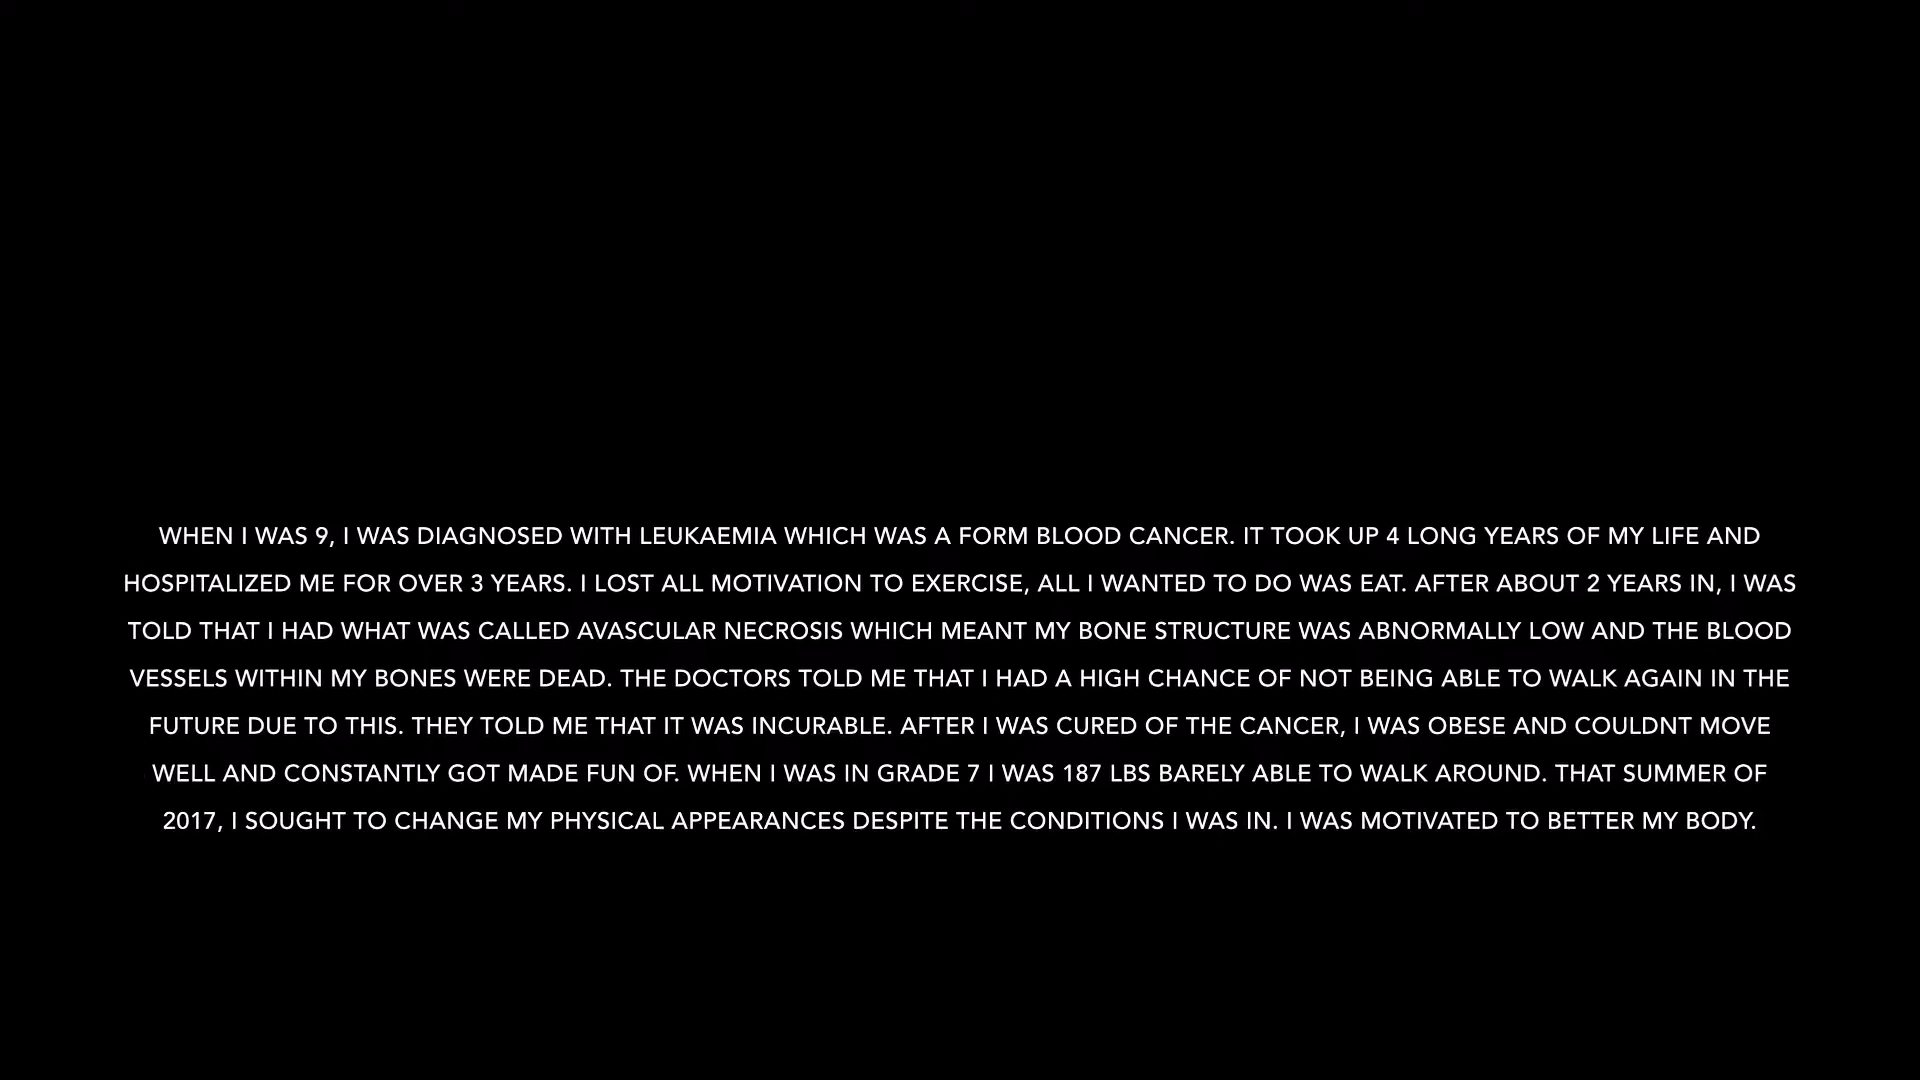 WHEN I WAS 9, I WAS DIAGNOSED WITH LEUKAEMIA WHICH WAS A FORM BLOOD CANCER. IT TOOK UP 4 LONG YEARS OF MY LIFE AND
HOSPITALIZED ME FOR OVER 3 YEARS. I LOST ALL MOTIVATION TO EXERCISE, ALL I WANTED TO DO WAS EAT. AFTER ABOUT 2 YEARS IN, I WAS
TOLD THAT I HAD WHAT WAS CALLED AVASCULAR NECROSIS WHICH MEANT MY BONE STRUCTURE WAS ABNORMALLY LOW AND THE BLOOD
VESSELS WITHIN MY BONES WERE DEAD. THE DOCTORS TOLD ME THAT I HAD A HIGH CHANCE OF NOT BEING ABLE TO WALK AGAIN IN THE
FUTURE DUE TO THIS. THEY TOLD ME THAT IT WAS INCURABLE. AFTER I WAS CURED OF THE CANCER, I WAS OBESE AND COULDNT MOVE
WELL AND CONSTANTLY GOT MADE FUN OF. WHEN I WAS IN GRADE 7 I WAS 187 LBS BARELY ABLE TO WALK AROUND. THAT SUMMER OF
2017, I SOUGHT TO CHANGE MY PHYSICAL APPEARANCES DESPITE THE CONDITIONS I WAS IN. I WAS MOTIVATED TO BETTER MY BODY.